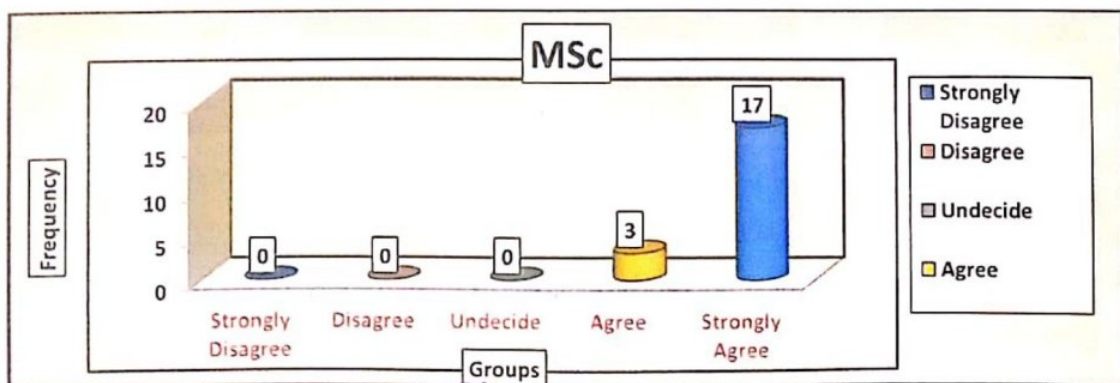 MSc
Frequency
20
15
10
5
0
0
0
0
3
17
Strongly
Disagree
Disagree
Undecide
Agree
Strongly
Agree
Groups
Strongly
Disagree
Disagree
Undecide
Agree